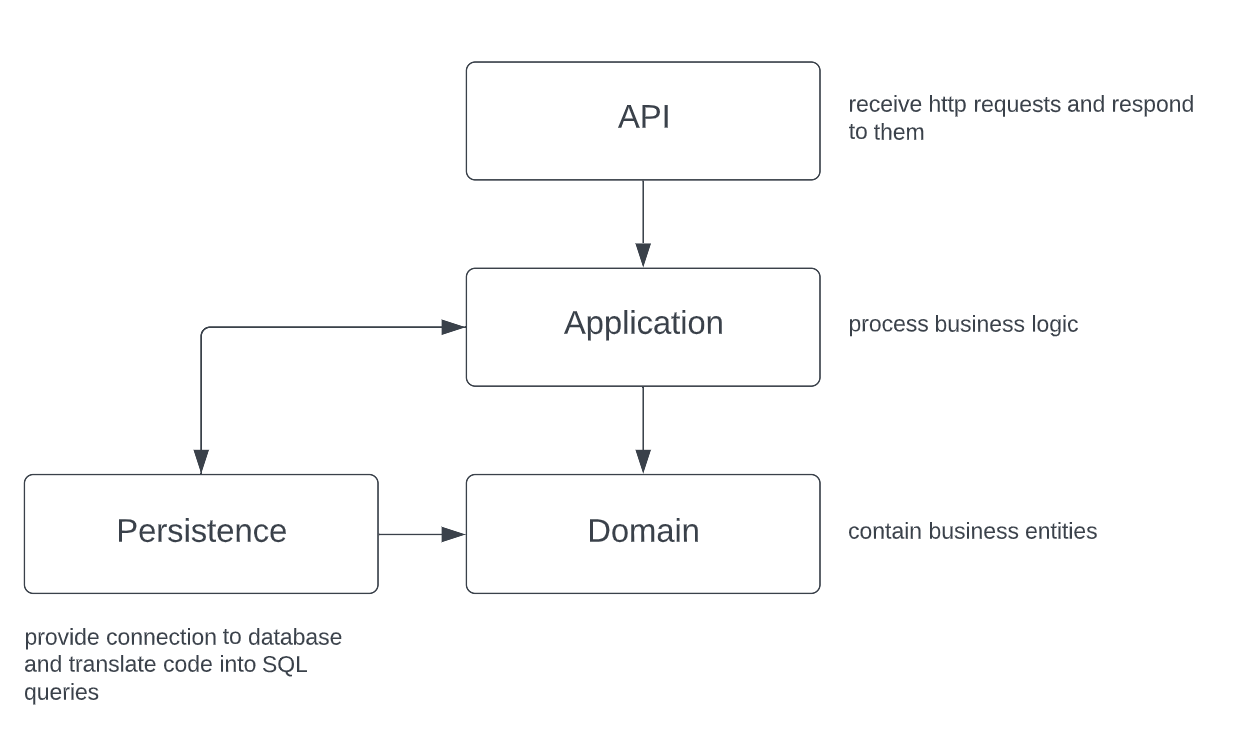 API
receive http requests and respond
to them
Application
process business logic
Persistence
Domain
contain business entities
provide connection to database
and translate code into SQL
queries